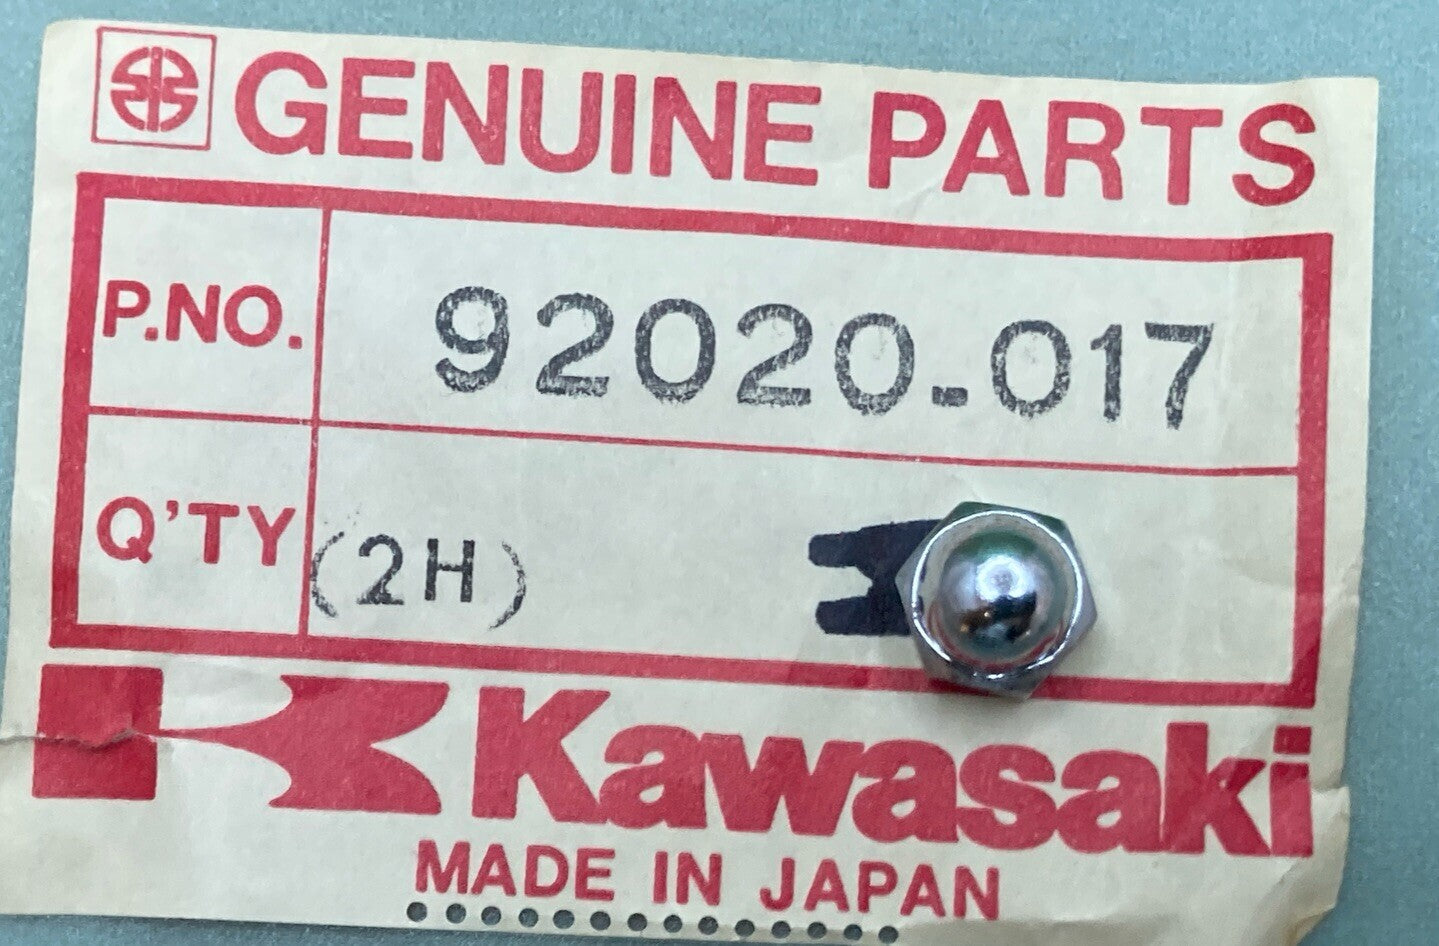 GENUINE PARTS
P.NO. 92020-017
Q'TY (2H)
Kawasaki
MADE IN JAPAN